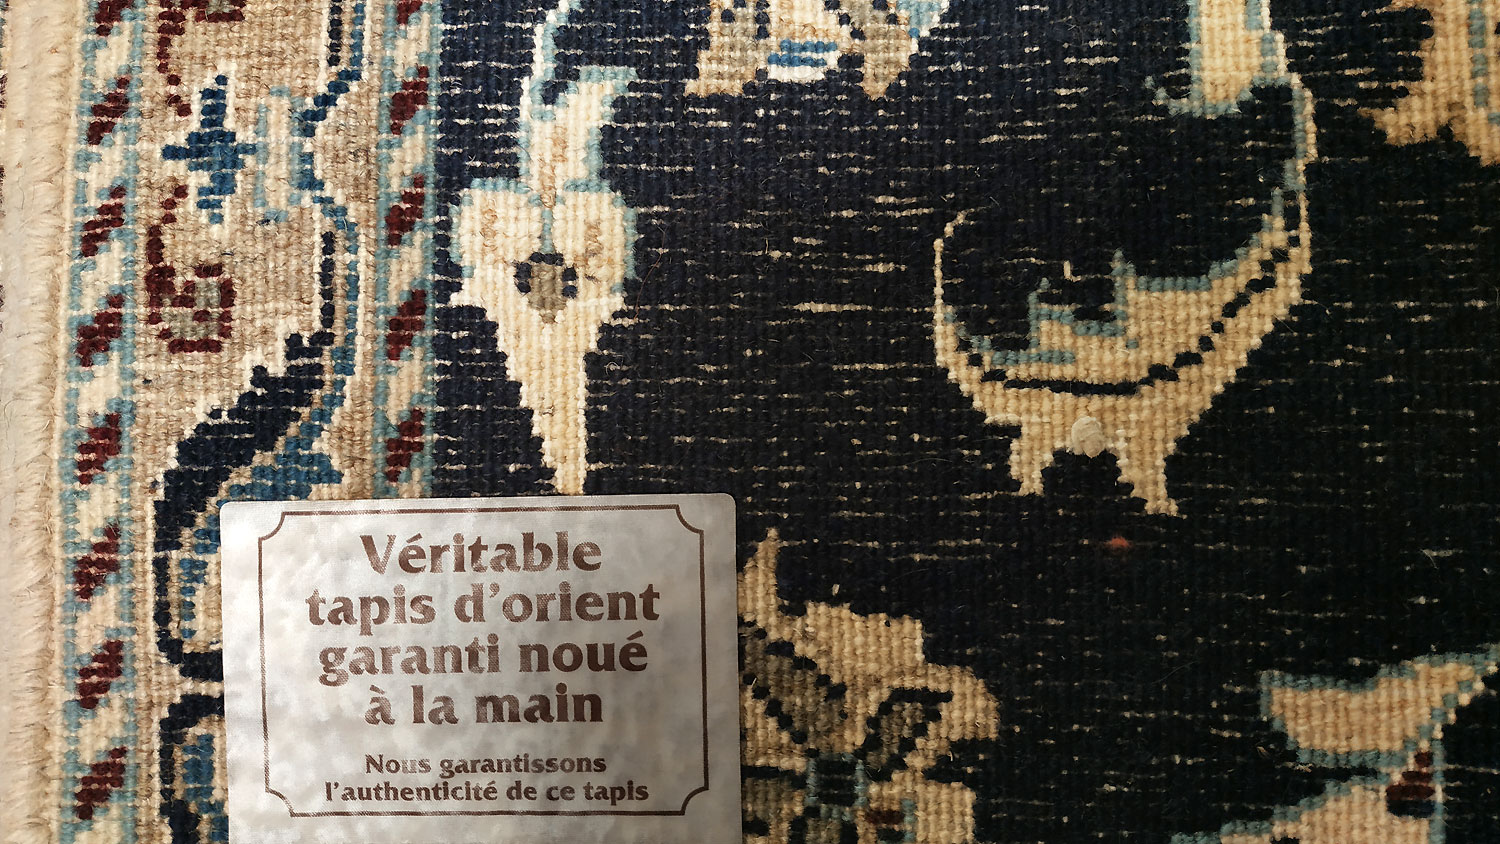 Véritable
tapis d'orient
garanti noué
à la main
Nous garantissons
l'authenticité de ce tapis